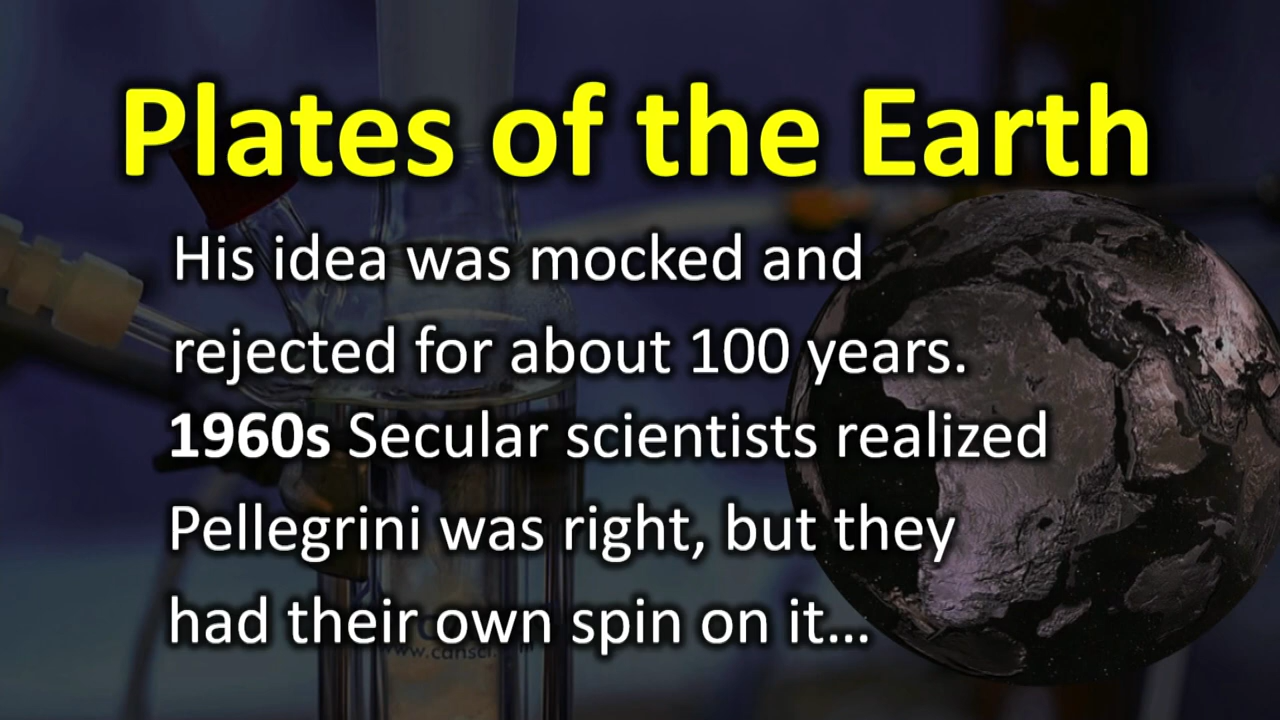 Plates of the Earth
His idea was mocked and
rejected for about 100 years.
1960s Secular scientists realized
Pellegrini was right, but they
had their own spin on it...